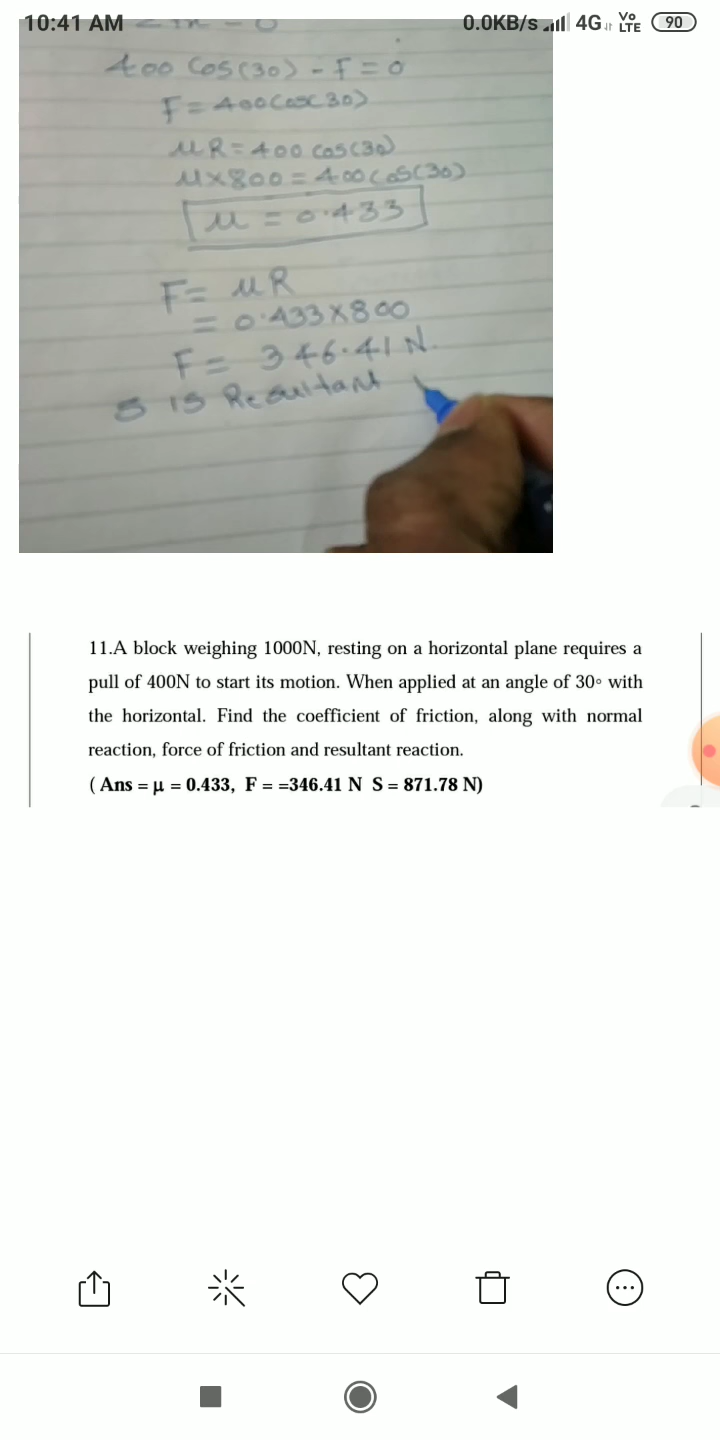 10:41 AM 0.0KB/s 4G Vo LTE 90
400 Cos(30) - F = 0
F = 400 Cos(30)
μR = 400 cos(30)
μ×800 = 400 cos(30)
μ = 0.433
F = μR
= 0.433×800
F = 346.41 N.
S is Resultant
11.A block weighing 1000N, resting on a horizontal plane requires a
pull of 400N to start its motion. When applied at an angle of 30° with
the horizontal. Find the coefficient of friction, along with normal
reaction, force of friction and resultant reaction.
( Ans = μ = 0.433, F = =346.41 N S = 871.78 N)